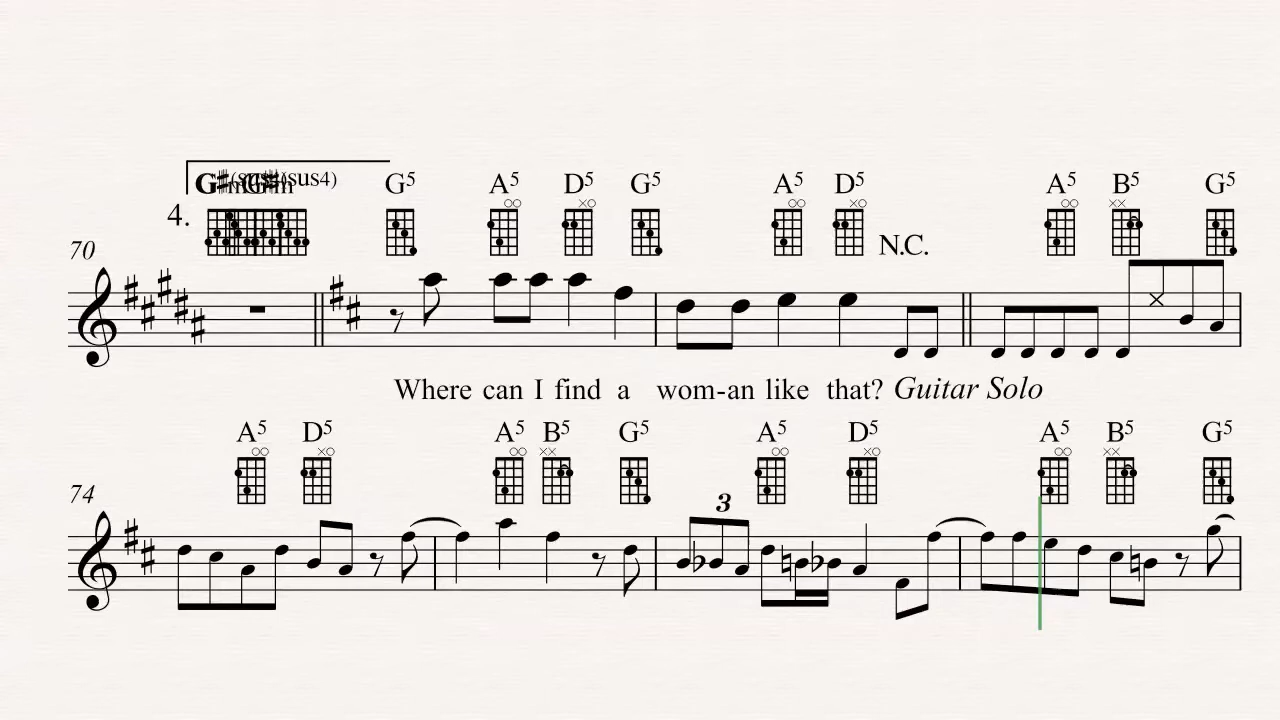 G⁵ A⁵ D⁵ G⁵ A⁵ D⁵ A⁵ B⁵ G⁵
4.
N.C.
70
Where can I find a wom-an like that? Guitar Solo
A⁵ D⁵ A⁵ B⁵ G⁵ A⁵ D⁵ A⁵ B⁵ G⁵
74
3